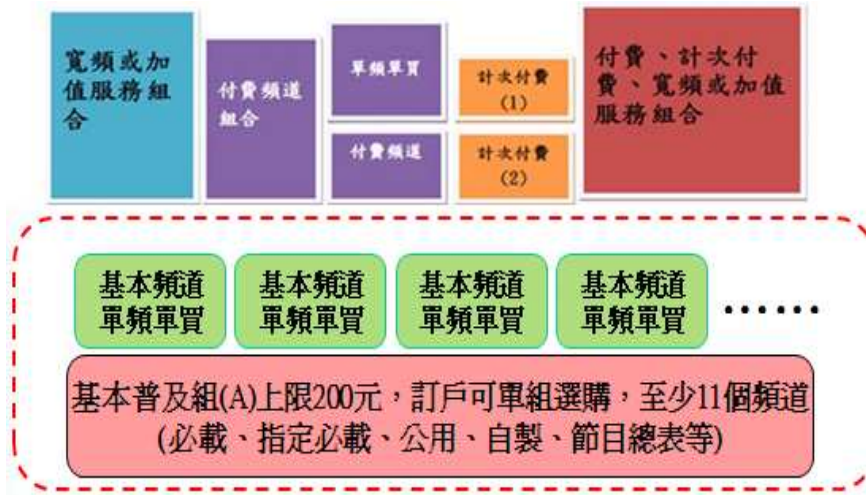 寬頻或加
值服務組
合
付費頻道
組合
單頻單買
付費頻道
計次付費
(1)
計次付費
(2)
付費、計次付
費、寬頻或加值
服務組合
基本頻道
單頻單買
基本頻道
單頻單買
基本頻道
單頻單買
基本頻道
單頻單買
……
基本普及組(A)上限200元，訂戶可單組選購，至少11個頻道
(必載、指定必載、公用、自製、節目總表等)